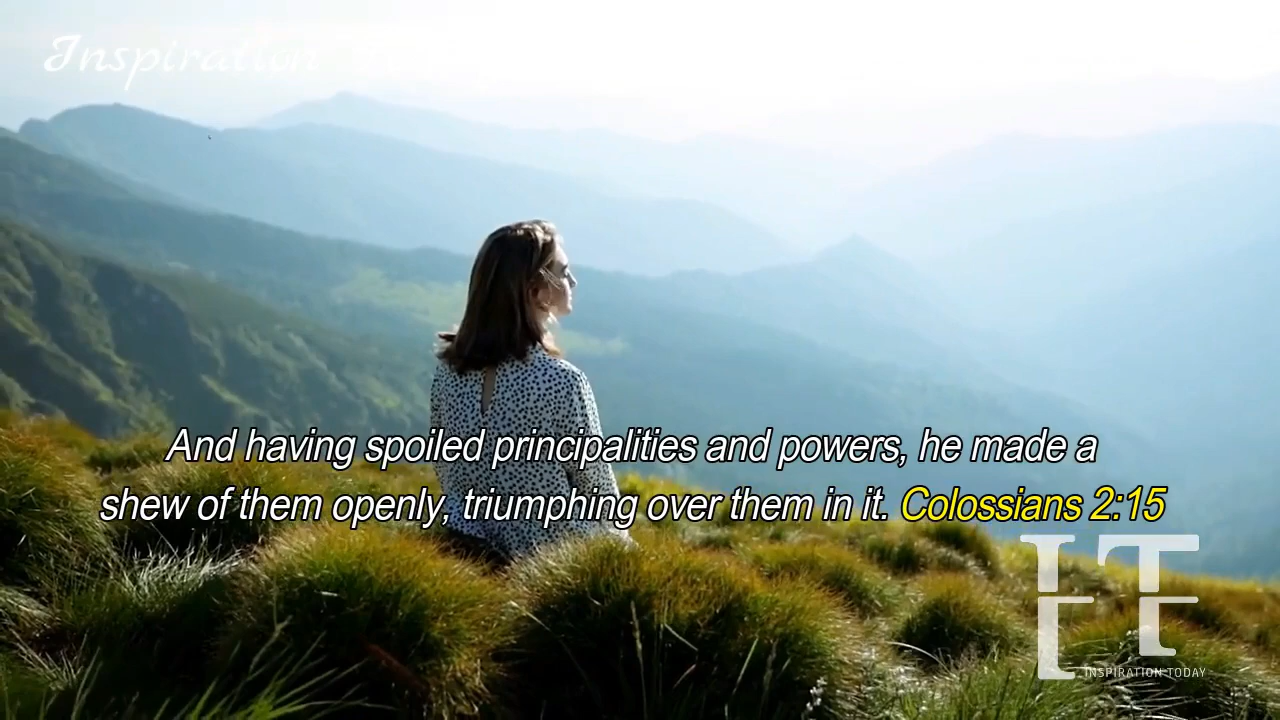 Inspiration
And having spoiled principalities and powers, he made a
shew of them openly, triumphing over them in it. Colossians 2:15
IT
INSPIRATION TODAY